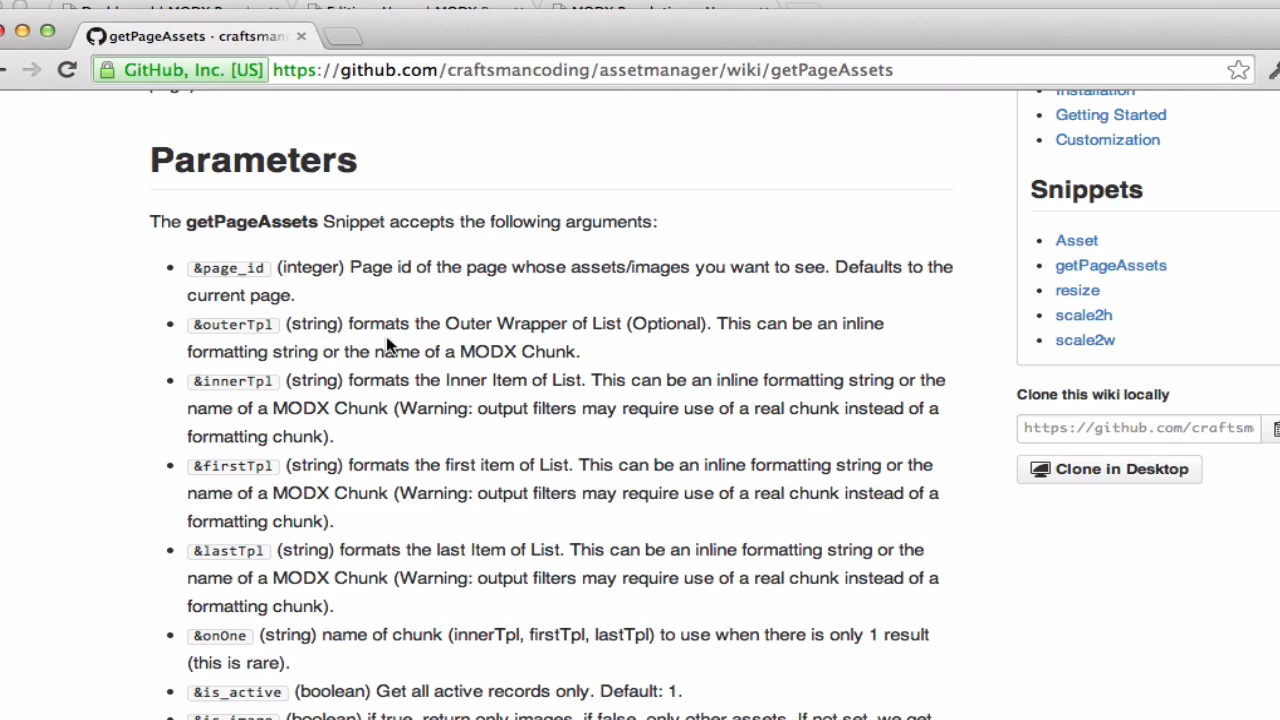 getPageAssets · craftsman
GitHub, Inc. [US] https://github.com/craftsmancoding/assetmanager/wiki/getPageAssets
Parameters
The getPageAssets Snippet accepts the following arguments:
&page_id (integer) Page id of the page whose assets/images you want to see. Defaults to the
current page.
&outerTpl (string) formats the Outer Wrapper of List (Optional). This can be an inline
formatting string or the name of a MODX Chunk.
&innerTpl (string) formats the Inner Item of List. This can be an inline formatting string or the
name of a MODX Chunk (Warning: output filters may require use of a real chunk instead of a
formatting chunk).
&firstTpl (string) formats the first item of List. This can be an inline formatting string or the
name of a MODX Chunk (Warning: output filters may require use of a real chunk instead of a
formatting chunk).
&lastTpl (string) formats the last Item of List. This can be an inline formatting string or the
name of a MODX Chunk (Warning: output filters may require use of a real chunk instead of a
formatting chunk).
&onOne (string) name of chunk (innerTpl, firstTpl, lastTpl) to use when there is only 1 result
(this is rare).
&is_active (boolean) Get all active records only. Default: 1.
&is_image (boolean) if true, return only images, if false, only other assets. If not set, we get
Installation
Getting Started
Customization
Snippets
Asset
getPageAssets
resize
scale2h
scale2w
Clone this wiki locally
https://github.com/craftsm
Clone in Desktop